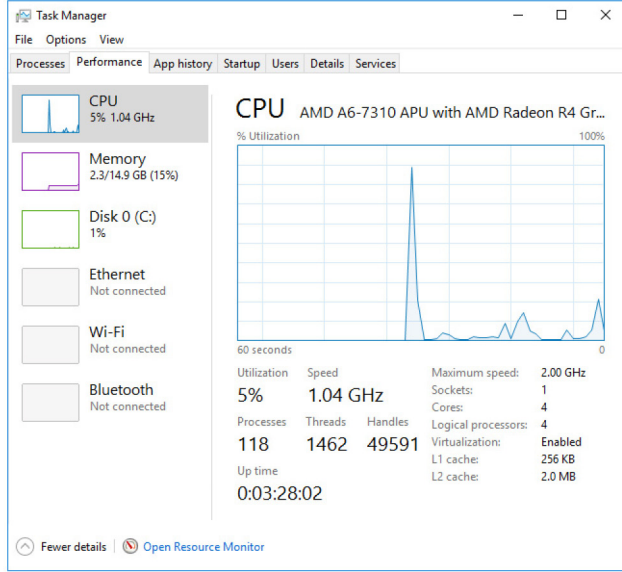 Task Manager
File Options View
Processes Performance App history Startup Users Details Services
CPU
5% 1.04 GHz
Memory
2.3/14.9 GB (15%)
Disk 0 (C:)
1%
Ethernet
Not connected
Wi-Fi
Not connected
Bluetooth
Not connected
CPU AMD A6-7310 APU with AMD Radeon R4 Gr...
% Utilization 100%
60 seconds 0
Utilization Speed
5% 1.04 GHz
Processes Threads Handles
118 1462 49591
Up time
0:03:28:02
Maximum speed: 2.00 GHz
Sockets: 1
Cores: 4
Logical processors: 4
Virtualization: Enabled
L1 cache: 256 KB
L2 cache: 2.0 MB
Fewer details Open Resource Monitor